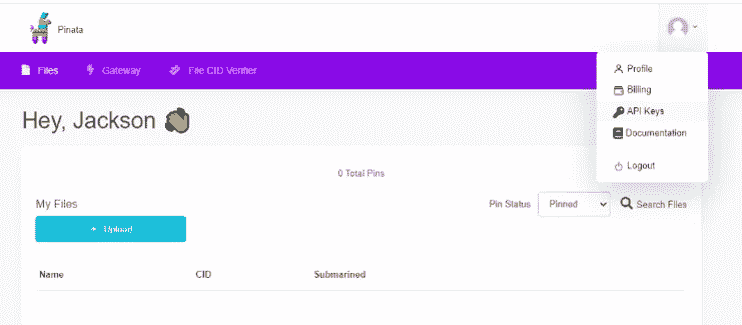 Pinata
Files Gateway File CID Verifier
Profile
Billing
API Keys
Documentation
Logout
Hey, Jackson
0 Total Pins
My Files
Pin Status Pinned Search Files
+ Upload
Name CID Submarined